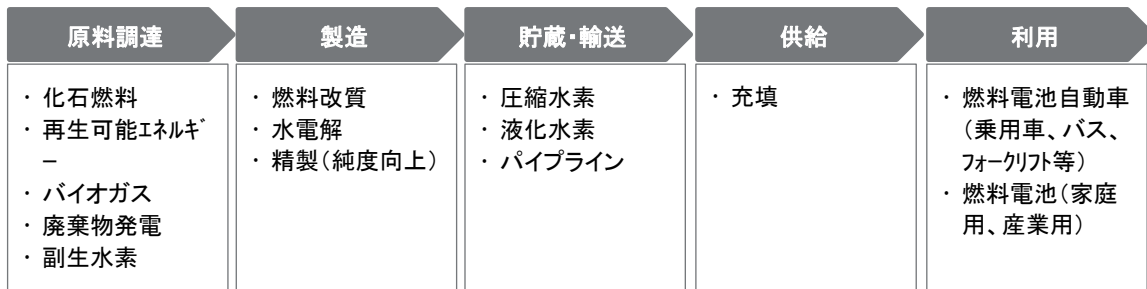 原料調達
製造
貯蔵・輸送
供給
利用
・ 化石燃料
・ 再生可能ｴﾈﾙｷﾞ
ｰ
・ バイオガス
・ 廃棄物発電
・ 副生水素
・ 燃料改質
・ 水電解
・ 精製(純度向上)
・ 圧縮水素
・ 液化水素
・ パイプライン
・ 充填
・ 燃料電池自動車
(乗用車、バス、
ﾌｫｰｸﾘﾌﾄ等)
・ 燃料電池(家庭
用、産業用)